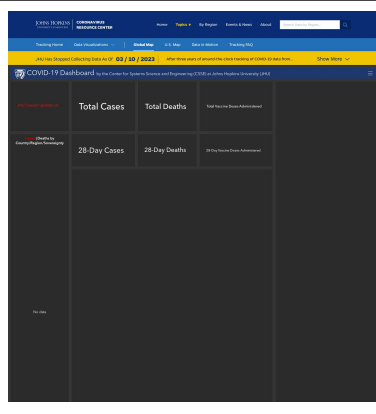 JOHNS HOPKINS
CORONAVIRUS
RESOURCE CENTER
Home Topics By Region Events & News About
Training Home Data Visualizations Global Map U.S. Map Data in Motion Tracking FAQ
JHU Has Stopped Collecting Data As Of 03 / 10 / 2023 After three years of around-the-clock tracking of COVID-19 data from... Show More
COVID-19 Dashboard by the Center for Systems Science and Engineering (CSSE) at Johns Hopkins University (JHU)
Total Cases Total Deaths Total Vaccine Doses Administered
| Deaths by
Country/Region/Sovereignty
28-Day Cases 28-Day Deaths 28-Day Vaccine Doses Administered
No data